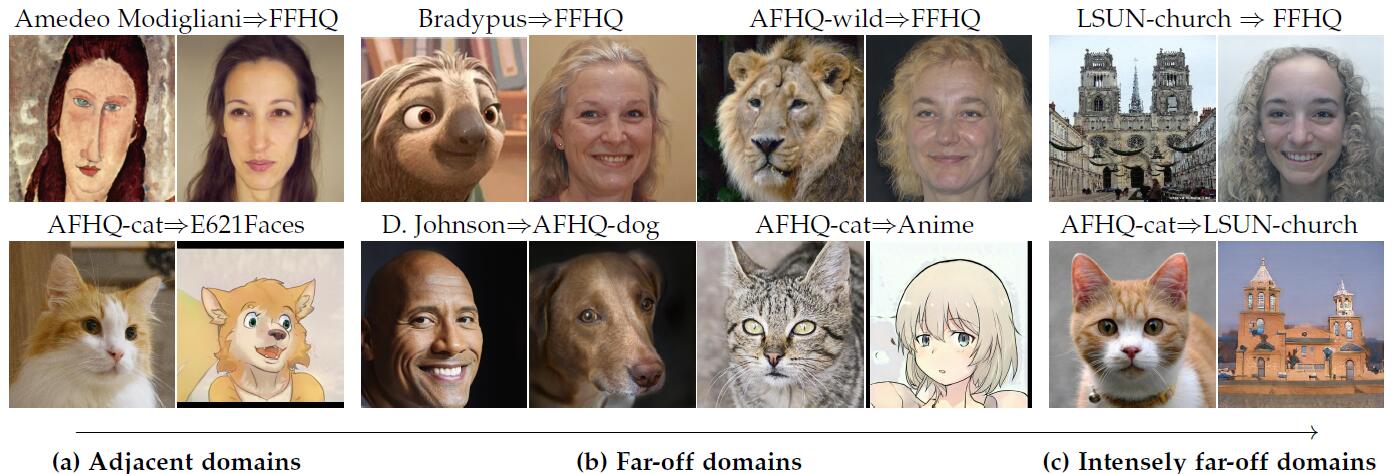 Amedeo Modigliani⇒FFHQ
Bradypus⇒FFHQ
AFHQ-wild⇒FFHQ
LSUN-church ⇒ FFHQ
AFHQ-cat⇒E621Faces
D. Johnson⇒AFHQ-dog
AFHQ-cat⇒Anime
AFHQ-cat⇒LSUN-church
(a) Adjacent domains
(b) Far-off domains
(c) Intensely far-off domains